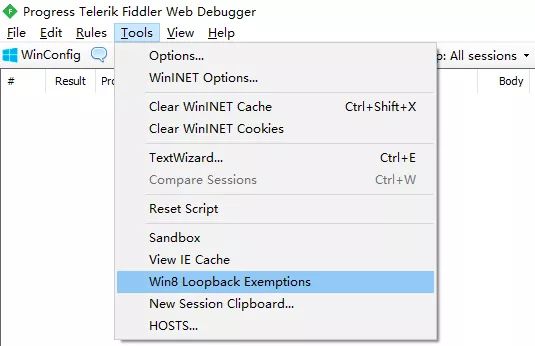 Progress Telerik Fiddler Web Debugger
File Edit Rules Tools View Help
WinConfig
: All sessions
# Result Pro Body
Options...
WinINET Options...
Clear WinINET Cache Ctrl+Shift+X
Clear WinINET Cookies
TextWizard... Ctrl+E
Compare Sessions Ctrl+W
Reset Script
Sandbox
View IE Cache
Win8 Loopback Exemptions
New Session Clipboard...
HOSTS...